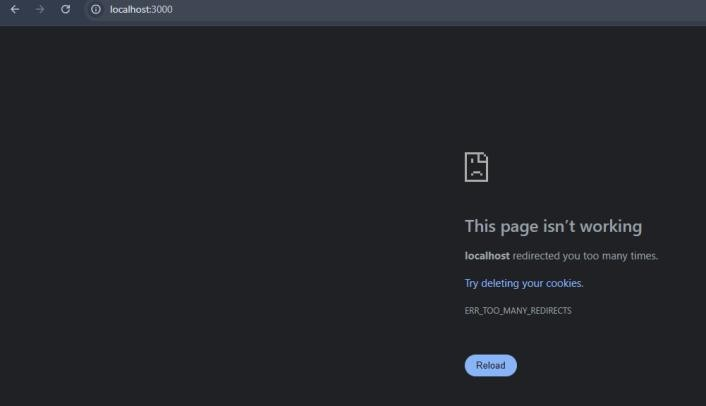 localhost:3000
This page isn't working
localhost redirected you too many times.
Try deleting your cookies.
ERR_TOO_MANY_REDIRECTS
Reload